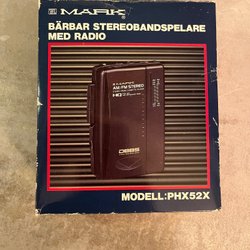 MARK
BÄRBAR STEREOBANDSPELARE
MED RADIO
AM/FM STEREO
DBBS
MODELL:PHX52X